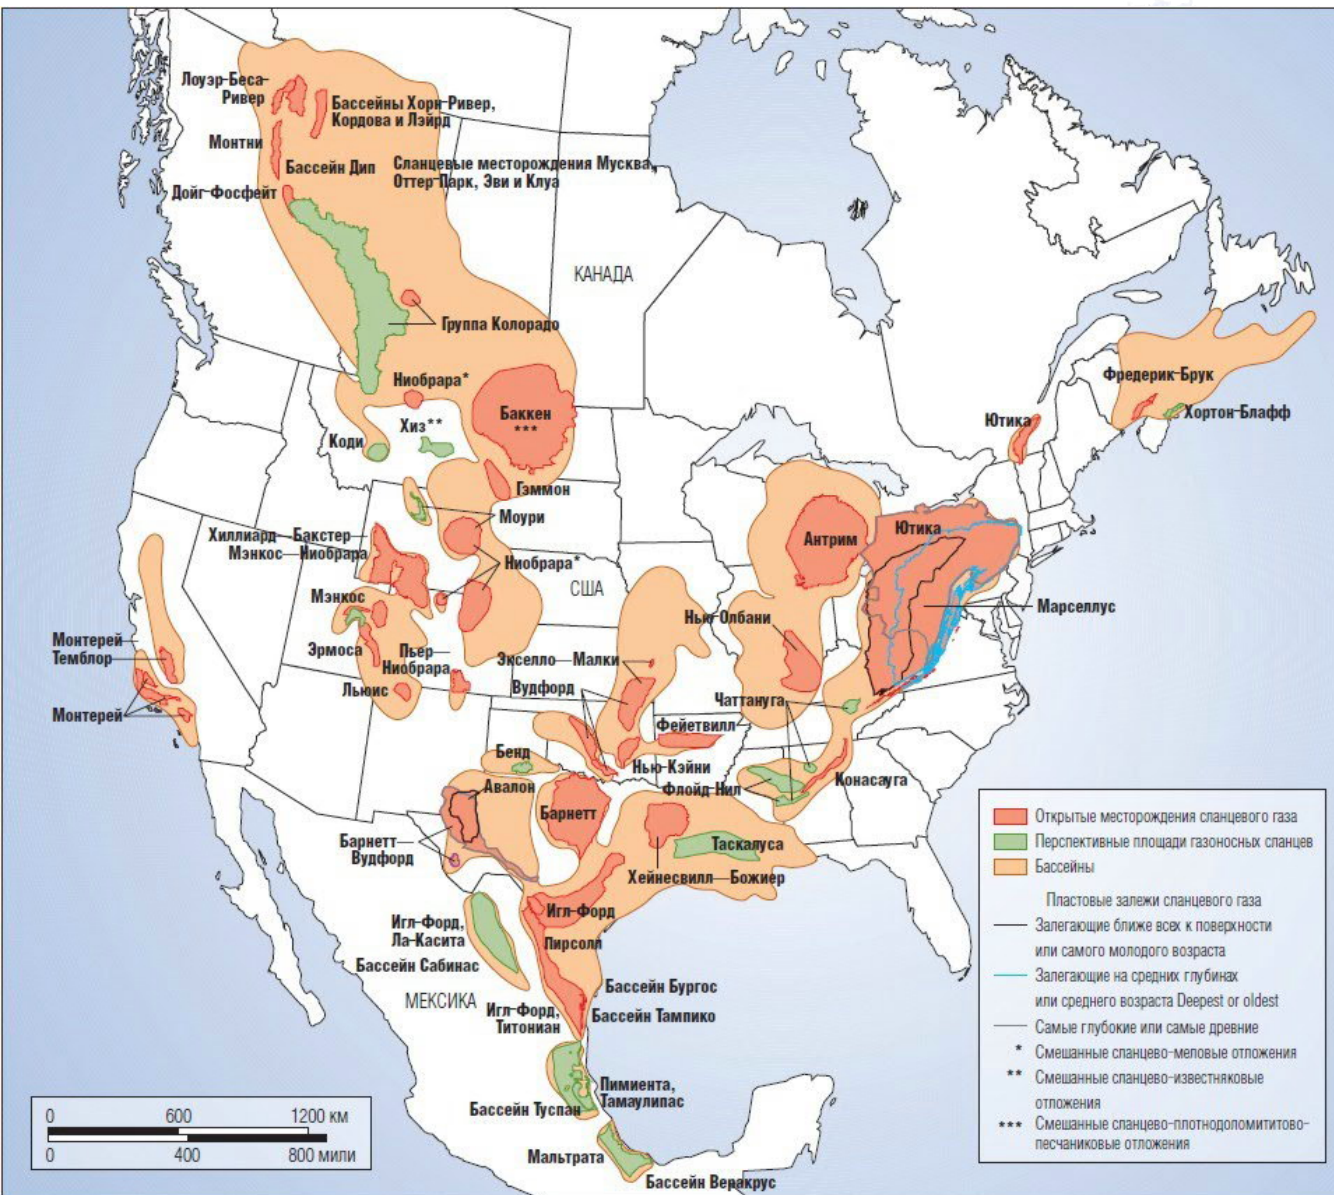 Лоуэр-Беса-
Ривер
Бассейны Хорн-Ривер,
Кордова и Лэйрд
Монтни
Бассейн Дип
Сланцевые месторождения Мусква,
Оттер-Парк, Эви и Клуа
Дойг-Фосфейт
КАНАДА
Группа Колорадо
Ниобрара*
Баккен
***
Хиз**
Коди
Фредерик-Брук
Хортон-Блафф
Ютика
Гэммон
Моури
Хиллиард—Бакстер—
Мэнкос—Ниобрара
Ниобрара*
США
Антрим
Ютика
Марселлус
Мэнкос
Нью-Олбани
Монтерей—
Темблор
Эрмоса
Пьер—
Ниобрара
Экселло—Малки
Льюис
Вудфорд
Чаттануга
Монтерей
Фейетвилл
Бенд
Нью-Кэйни
Флойд-Нил
Конасауга
Авалон
Барнетт—
Вудфорд
Барнетт
Таскалуса
Хейнесвилл—Божиер
Игл-Форд,
Ла-Касита
Игл-Форд
Пирсолл
Бассейн Сабинас
МЕКСИКА
Бассейн Бургос
Игл-Форд,
Титониан
Бассейн Тампико
Пимиента,
Тамаулипас
Бассейн Туспан
Мальтрата
Бассейн Веракрус
0 600 1200 км
0 400 800 мили
Открытые месторождения сланцевого газа
Перспективные площади газоносных сланцев
Бассейны
Пластовые залежи сланцевого газа
Залегающие ближе всех к поверхности
или самого молодого возраста
Залегающие на средних глубинах
или среднего возраста Deepest or oldest
Самые глубокие или самые древние
* Смешанные сланцево-меловые отложения
** Смешанные сланцево-известняковые
отложения
*** Смешанные сланцево-плотнодоломититово-
песчаниковые отложения